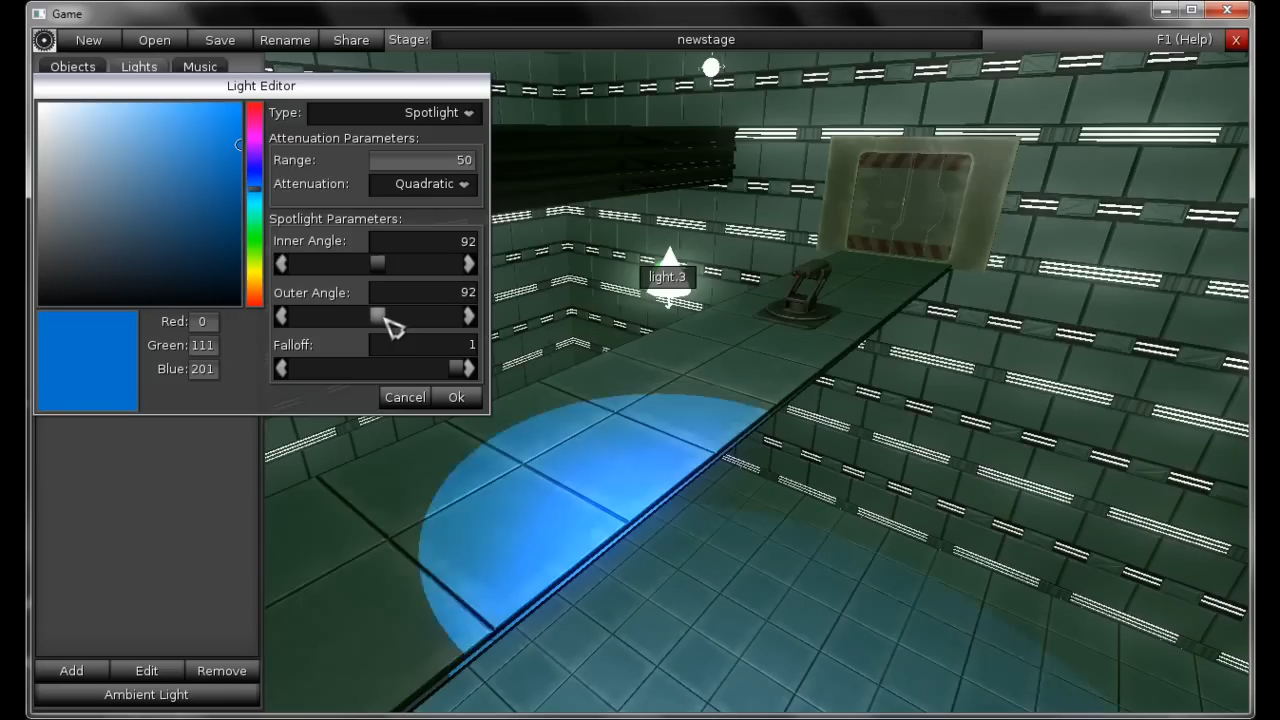 Game
New Open Save Rename Share Stage: newstage F1 (Help) X
Objects Lights Music
Light Editor
Type: Spotlight
Attenuation Parameters:
Range: 50
Attenuation: Quadratic
Spotlight Parameters:
Inner Angle: 92
Outer Angle: 92
Falloff: 1
Red: 0
Green: 111
Blue: 201
Cancel Ok
light.3
Add Edit Remove
Ambient Light